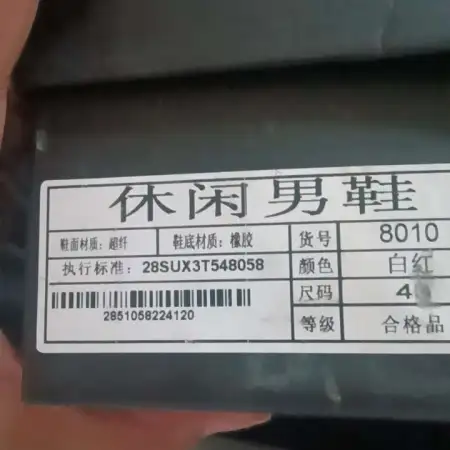 休闲男鞋
鞋面材质：超纤 鞋底材质：橡胶 货号 8010
执行标准：28SUX3T548058 颜色 白红
尺码 4
2851058224120 等级 合格品